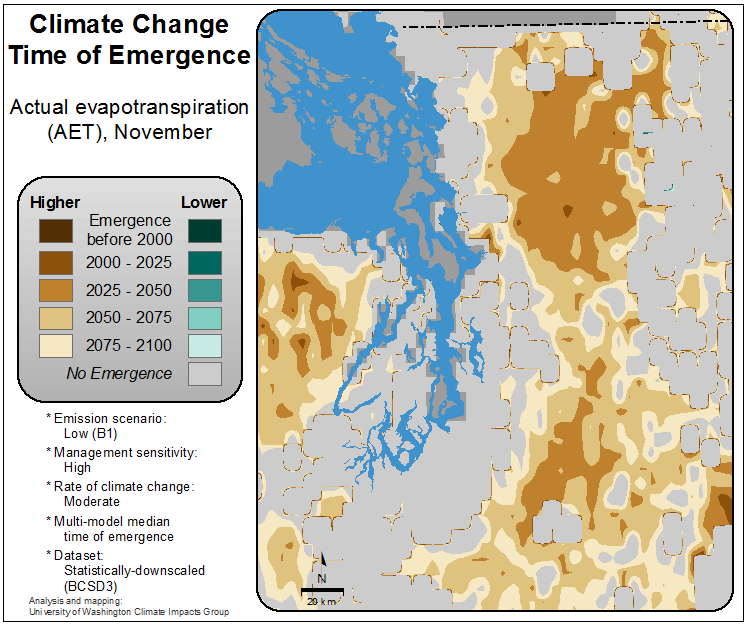 Climate Change
Time of Emergence
Actual evapotranspiration
(AET), November
Higher
Lower
Emergence
before 2000
2000 - 2025
2025 - 2050
2050 - 2075
2075 - 2100
No Emergence
* Emission scenario:
Low (B1)
* Management sensitivity:
High
* Rate of climate change:
Moderate
* Multi-model median
time of emergence
* Dataset:
Statistically-downscaled
(BCSD3)
Analysis and mapping:
University of Washington Climate Impacts Group
N
20 km